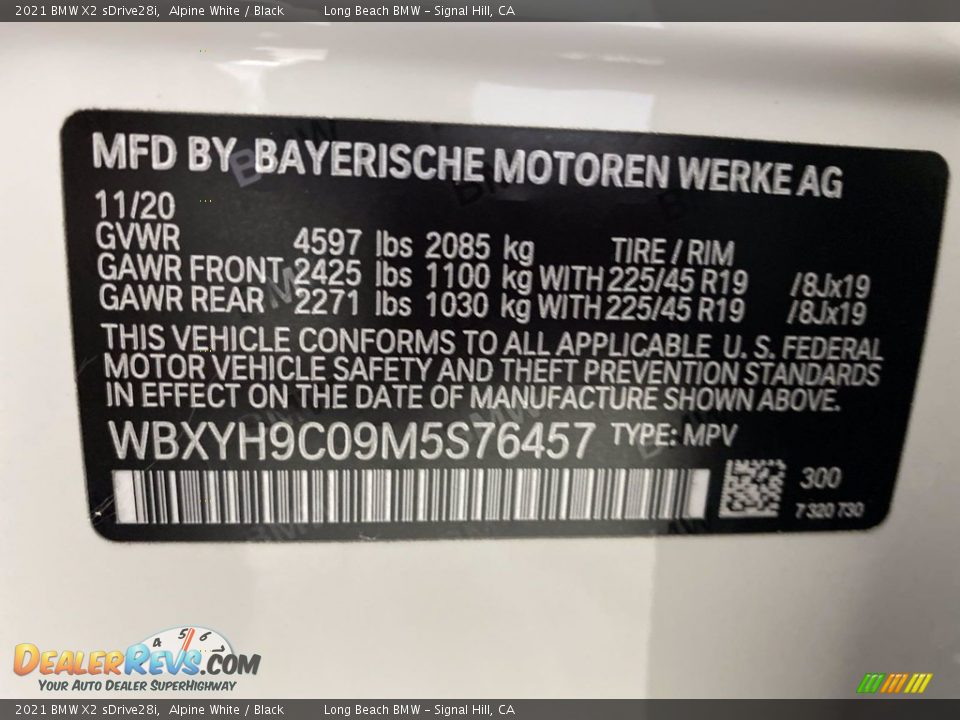 2021 BMW X2 sDrive28i, Alpine White / Black Long Beach BMW - Signal Hill, CA
MFD BY BAYERISCHE MOTOREN WERKE AG
11/20
GVWR 4597 lbs 2085 kg TIRE / RIM
GAWR FRONT 2425 lbs 1100 kg WITH 225/45 R19 /8Jx19
GAWR REAR 2271 lbs 1030 kg WITH 225/45 R19 /8Jx19
THIS VEHICLE CONFORMS TO ALL APPLICABLE U.S. FEDERAL
MOTOR VEHICLE SAFETY AND THEFT PREVENTION STANDARDS
IN EFFECT ON THE DATE OF MANUFACTURE SHOWN ABOVE.
WBXYH9C09M5S76457 TYPE: MPV
300
7 320 730
4 5 6 7
DEALERREVS.COM
YOUR AUTO DEALER SUPERHIGHWAY
2021 BMW X2 sDrive28i, Alpine White / Black Long Beach BMW - Signal Hill, CA